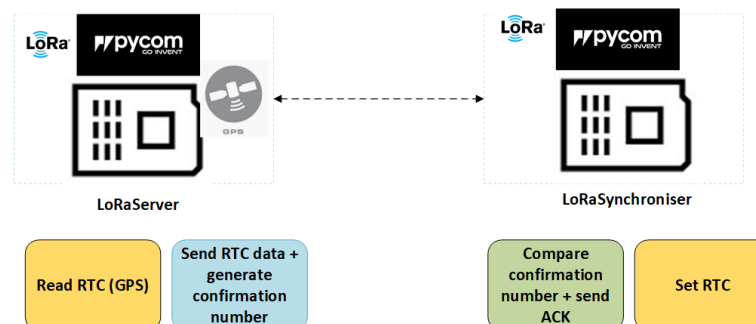 LoRa
pycom
GO INVENT
GPS
LoRaServer
LoRa
pycom
GO INVENT
LoRaSynchroniser
Read RTC (GPS)
Send RTC data +
generate
confirmation
number
Compare
confirmation
number + send
ACK
Set RTC